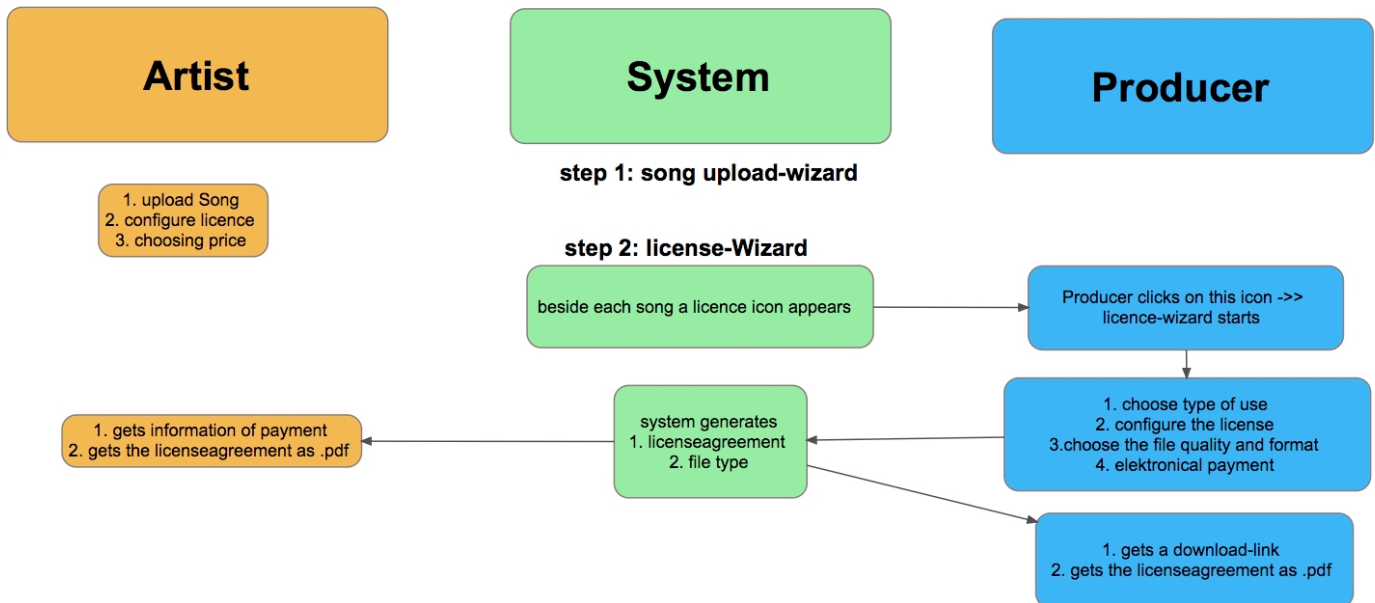 Artist
System
Producer
step 1: song upload-wizard
1. upload Song
2. configure licence
3. choosing price
step 2: license-Wizard
beside each song a licence icon appears
Producer clicks on this icon ->>
licence-wizard starts
1. choose type of use
2. configure the license
3.choose the file quality and format
4. elektronical payment
system generates
1. licenseagreement
2. file type
1. gets information of payment
2. gets the licenseagreement as .pdf
1. gets a download-link
2. gets the licenseagreement as .pdf